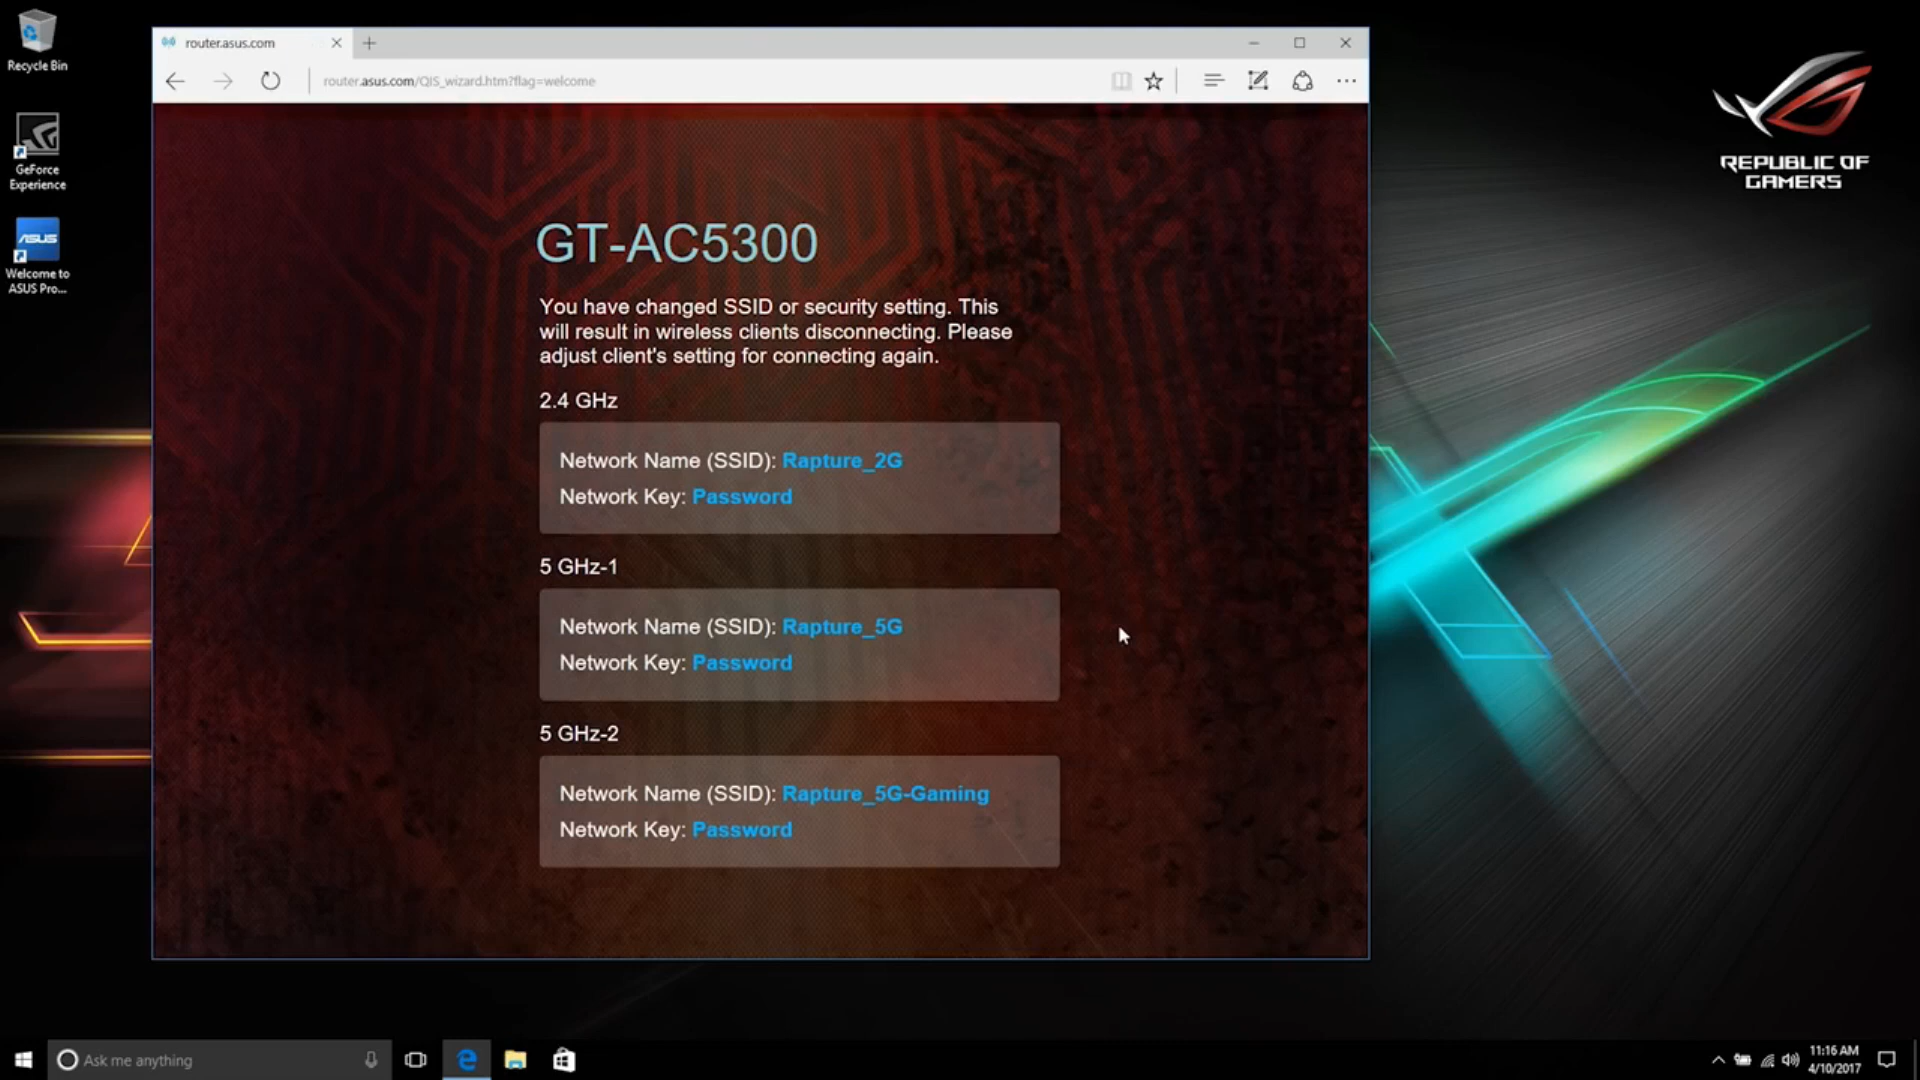 Recycle Bin
GeForce
Experience
ASUS
Welcome to
ASUS Pro...
router.asus.com
router.asus.com/QIS_wizard.htm?flag=welcome
REPUBLIC OF
GAMERS
GT-AC5300
You have changed SSID or security setting. This
will result in wireless clients disconnecting. Please
adjust client's setting for connecting again.
2.4 GHz
Network Name (SSID): Rapture_2G
Network Key: Password
5 GHz-1
Network Name (SSID): Rapture_5G
Network Key: Password
5 GHz-2
Network Name (SSID): Rapture_5G-Gaming
Network Key: Password
Ask me anything
11:16 AM
4/10/2017